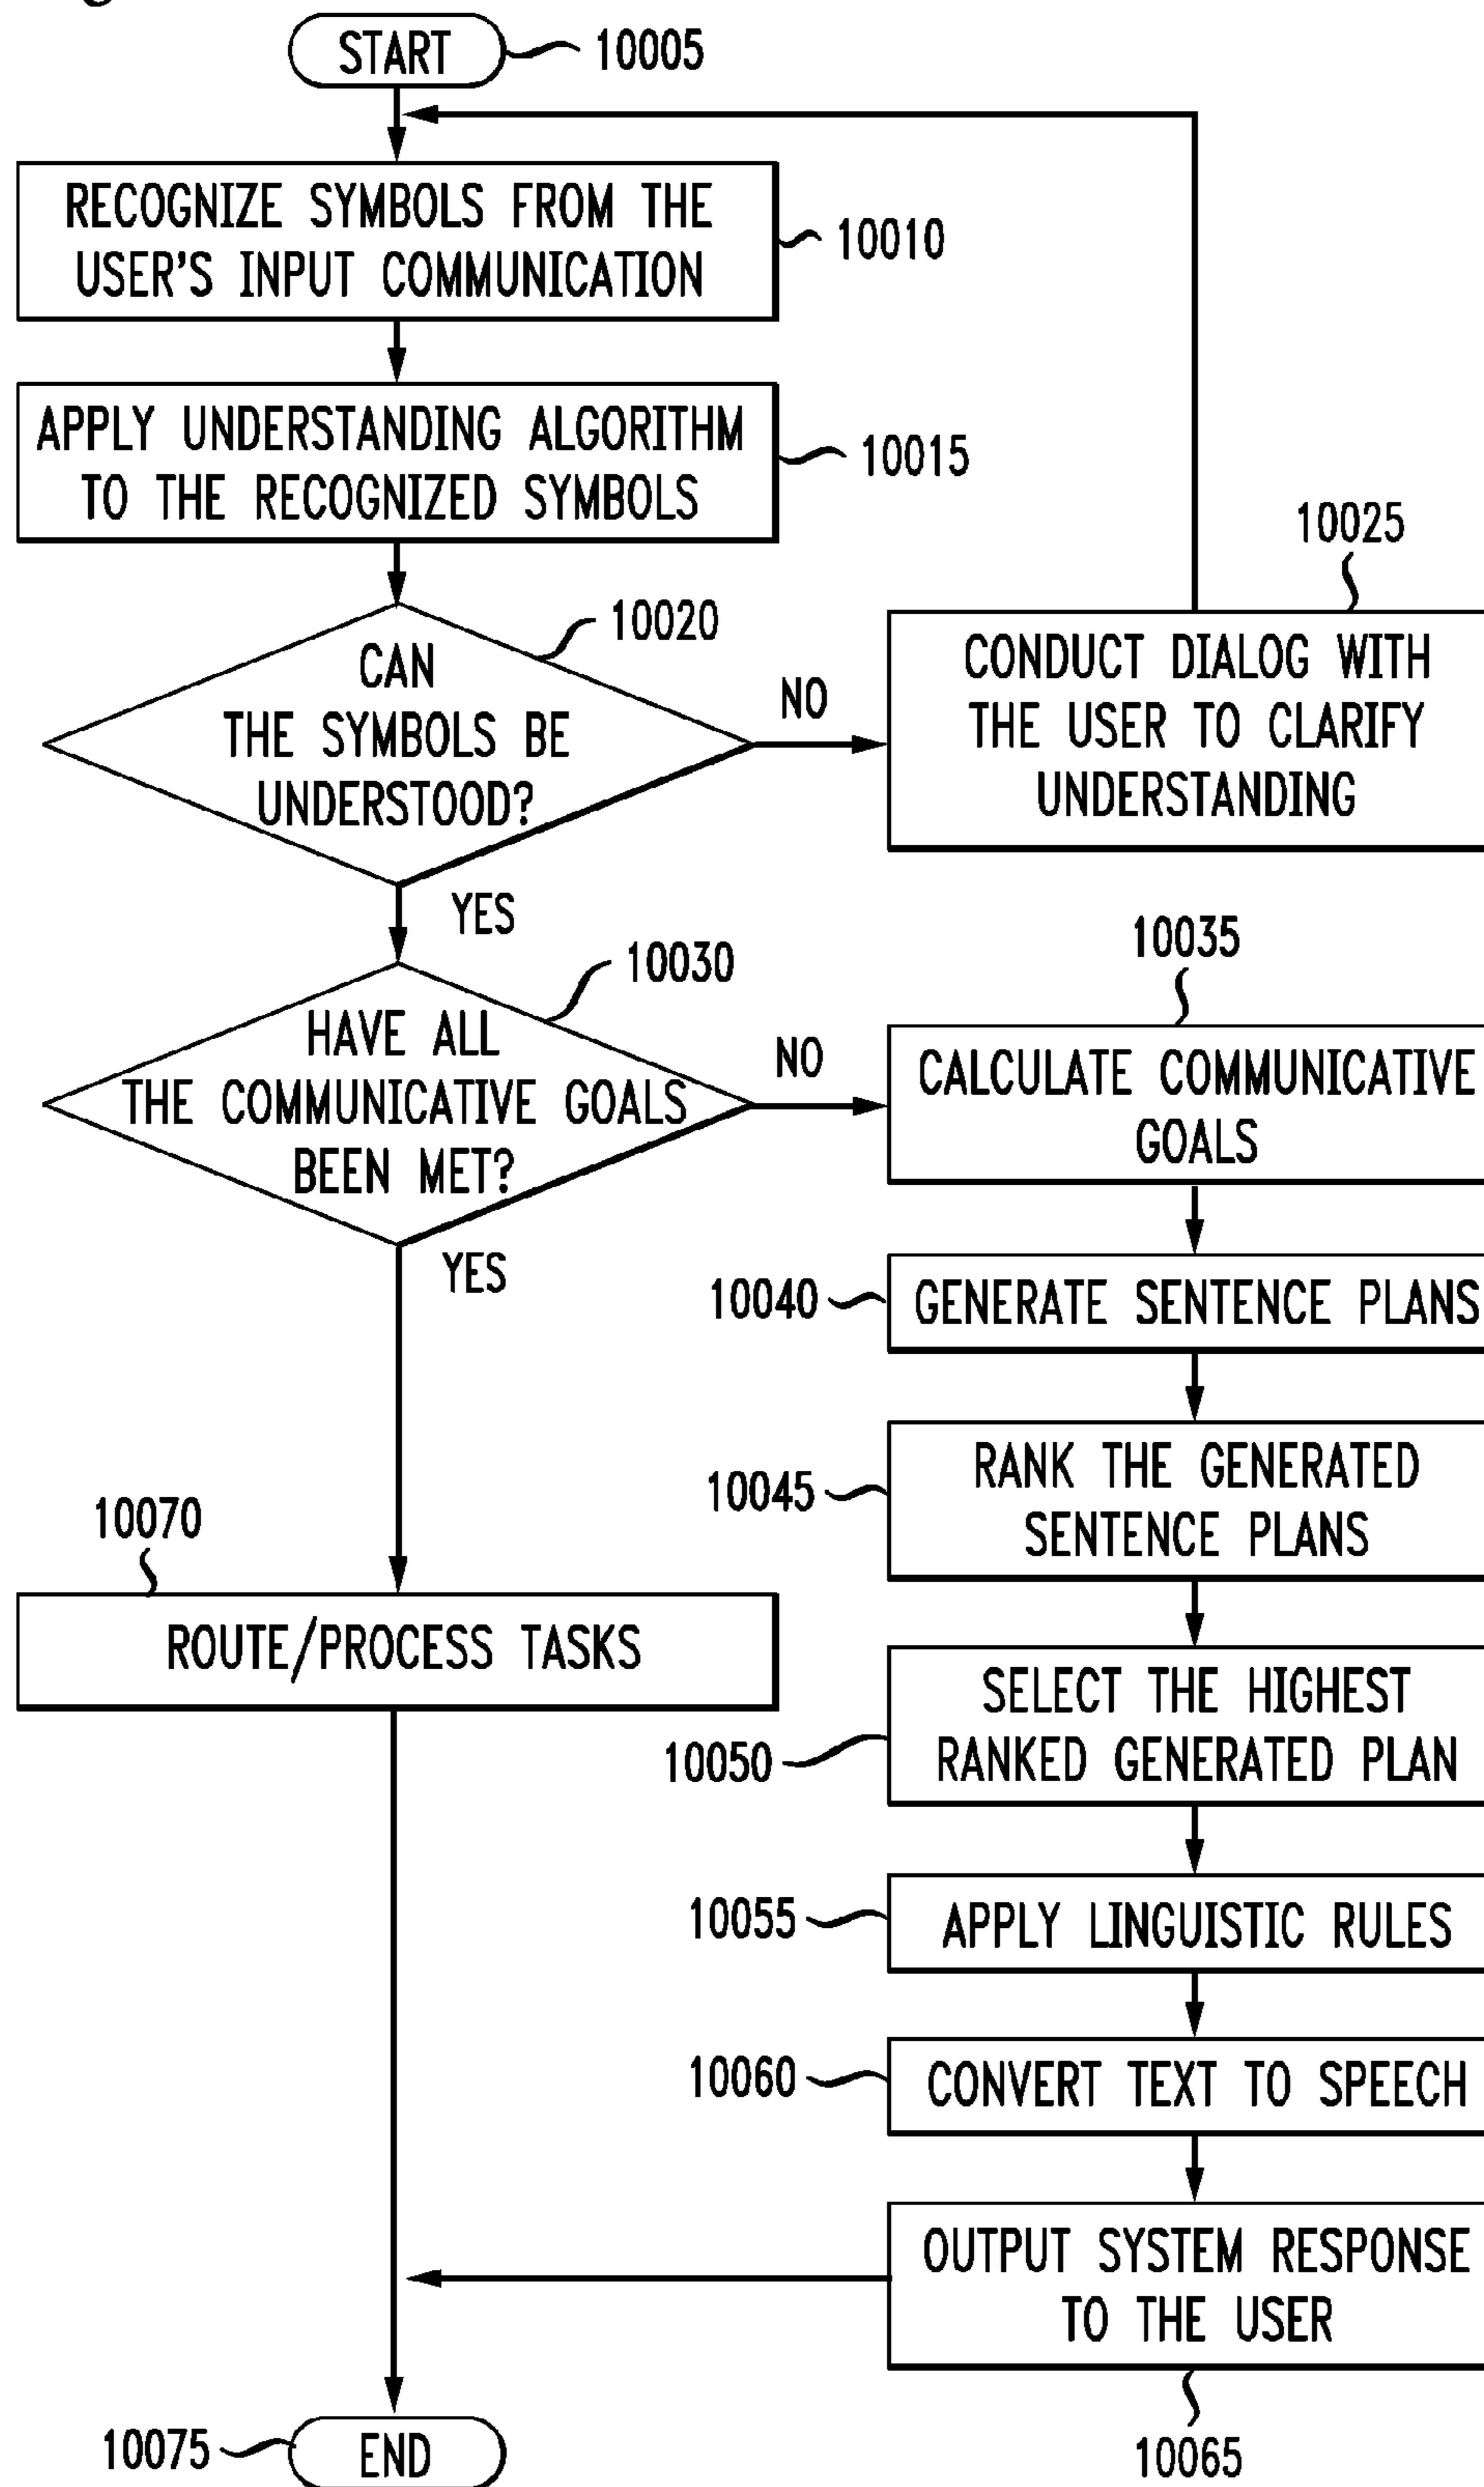 START
10005
RECOGNIZE SYMBOLS FROM THE
USER'S INPUT COMMUNICATION
10010
APPLY UNDERSTANDING ALGORITHM
TO THE RECOGNIZED SYMBOLS
10015
10020
CAN
THE SYMBOLS BE
UNDERSTOOD?
NO
YES
10025
CONDUCT DIALOG WITH
THE USER TO CLARIFY
UNDERSTANDING
10030
HAVE ALL
THE COMMUNICATIVE GOALS
BEEN MET?
NO
YES
10035
CALCULATE COMMUNICATIVE
GOALS
10040
GENERATE SENTENCE PLANS
10045
RANK THE GENERATED
SENTENCE PLANS
10070
ROUTE/PROCESS TASKS
10050
SELECT THE HIGHEST
RANKED GENERATED PLAN
10055
APPLY LINGUISTIC RULES
10060
CONVERT TEXT TO SPEECH
OUTPUT SYSTEM RESPONSE
TO THE USER
10065
10075
END